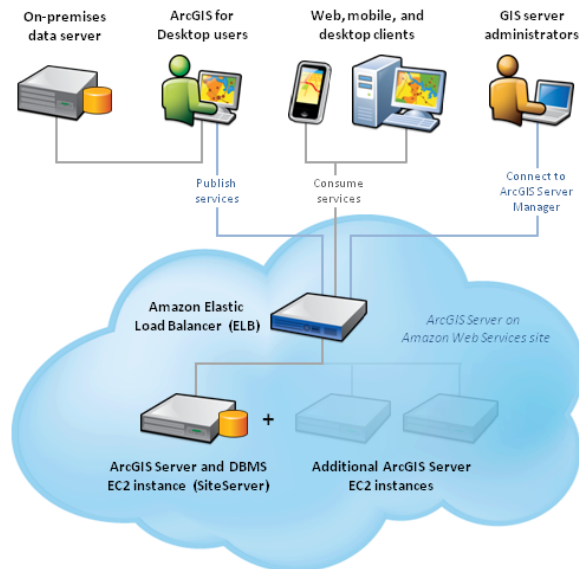 On-premises
data server
ArcGIS for
Desktop users
Web, mobile, and
desktop clients
GIS server
administrators
Publish
services
Consume
services
Connect to
ArcGIS Server
Manager
Amazon Elastic
Load Balancer (ELB)
ArcGIS Server on
Amazon Web Services site
+
ArcGIS Server and DBMS
EC2 instance (SiteServer)
Additional ArcGIS Server
EC2 instances